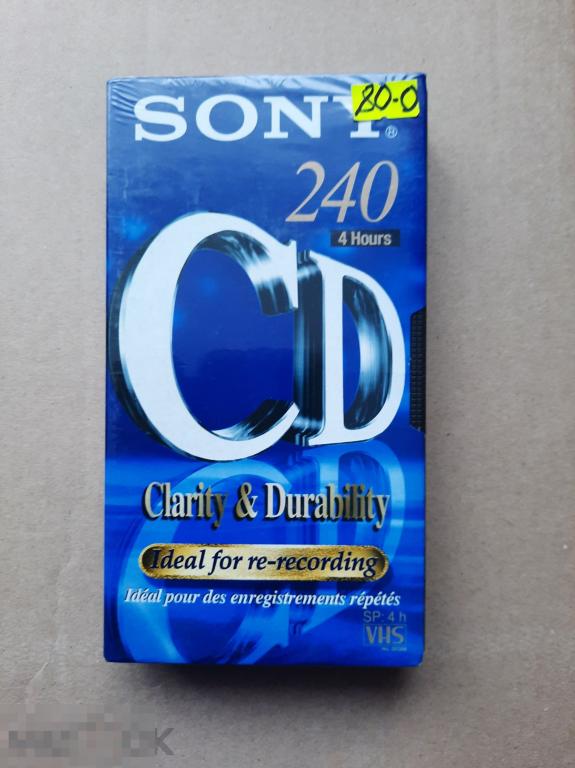 SONY
80-0
240
4 Hours
CD
Clarity & Durability
Ideal for re-recording
Idéal pour des enregistrements répétés
SP: 4 h
VHS